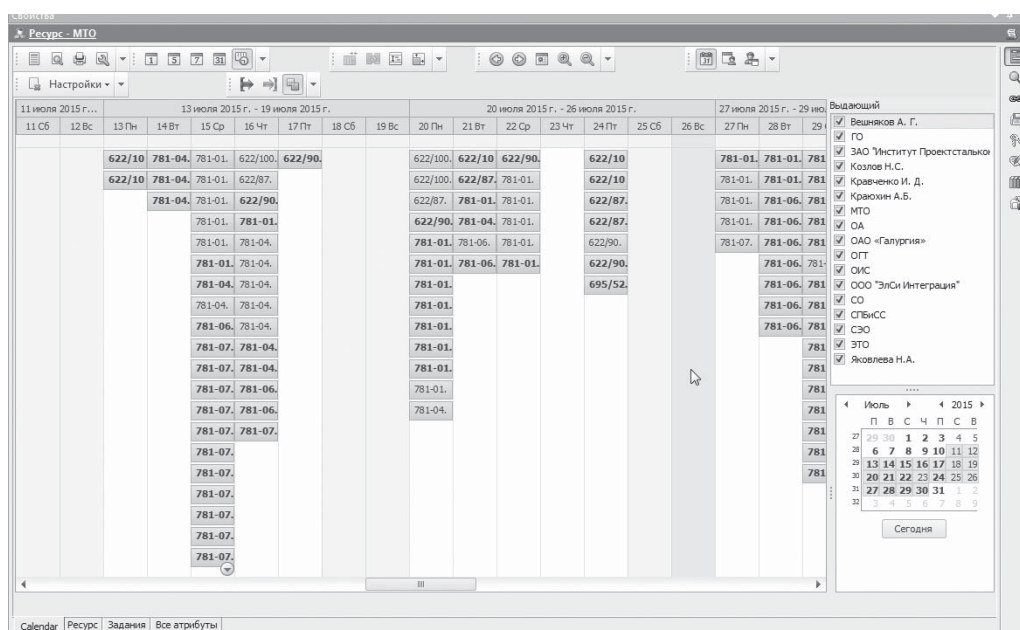 Свойства
Ресурс - МТО
Настройки
11 июля 2015 г... 13 июля 2015 г. - 19 июля 2015 г. 20 июля 2015 г. - 26 июля 2015 г. 27 июля 2015 г. - 29 ию
11 Сб 12 Вс 13 Пн 14 Вт 15 Ср 16 Чт 17 Пт 18 Сб 19 Вс 20 Пн 21 Вт 22 Ср 23 Чт 24 Пт 25 Сб 26 Вс 27 Пн 28 Вт 29
622/10 781-04. 781-01. 622/100. 622/90. 622/100. 622/10 622/90. 622/10 781-01. 781-01. 781
622/10 781-04. 781-01. 622/87. 622/100. 622/87. 781-01. 622/10 781-01. 781-01. 781
781-04. 781-01. 622/90. 622/87. 781-01. 781-01. 622/87. 781-01. 781-06. 781
781-01. 781-01. 622/90. 781-04. 781-01. 622/87. 781-01. 781-06. 781
781-01. 781-04. 781-01. 781-06. 781-01. 622/90. 781-07. 781-06. 781
781-01. 781-04. 781-01. 781-06. 781-01. 622/90. 781-06. 781-
781-04. 781-04. 781-01. 695/52. 781-06. 781
781-04. 781-04. 781-01. 781-06. 781
781-06. 781-04. 781-01. 781-06. 781
781-07. 781-04. 781-01. 781
781-07. 781-04. 781-01. 781
781-07. 781-06. 781-01. 781
781-07. 781-06. 781-04. 781
781-07. 781-07. 781
781-07. 781
781-07. 781
781-07.
781-07.
781-07.
781-07.
Выдающий
Вешняков А. Г.
ГО
ЗАО "Институт Проектсталькон
Козлов Н.С.
Кравченко И. Д.
Краюхин А.Б.
МТО
ОА
ОАО «Галургия»
ОГТ
ОИС
ООО "ЭлСи Интеграция"
СО
СПБиСС
СЭО
ЭТО
Яковлева Н.А.
Июль 2015
П В С Ч П С В
27 29 30 1 2 3 4 5
28 6 7 8 9 10 11 12
29 13 14 15 16 17 18 19
30 20 21 22 23 24 25 26
31 27 28 29 30 31 1 2
32 3 4 5 6 7 8 9
Сегодня
Calendar Ресурс Задания Все атрибуты